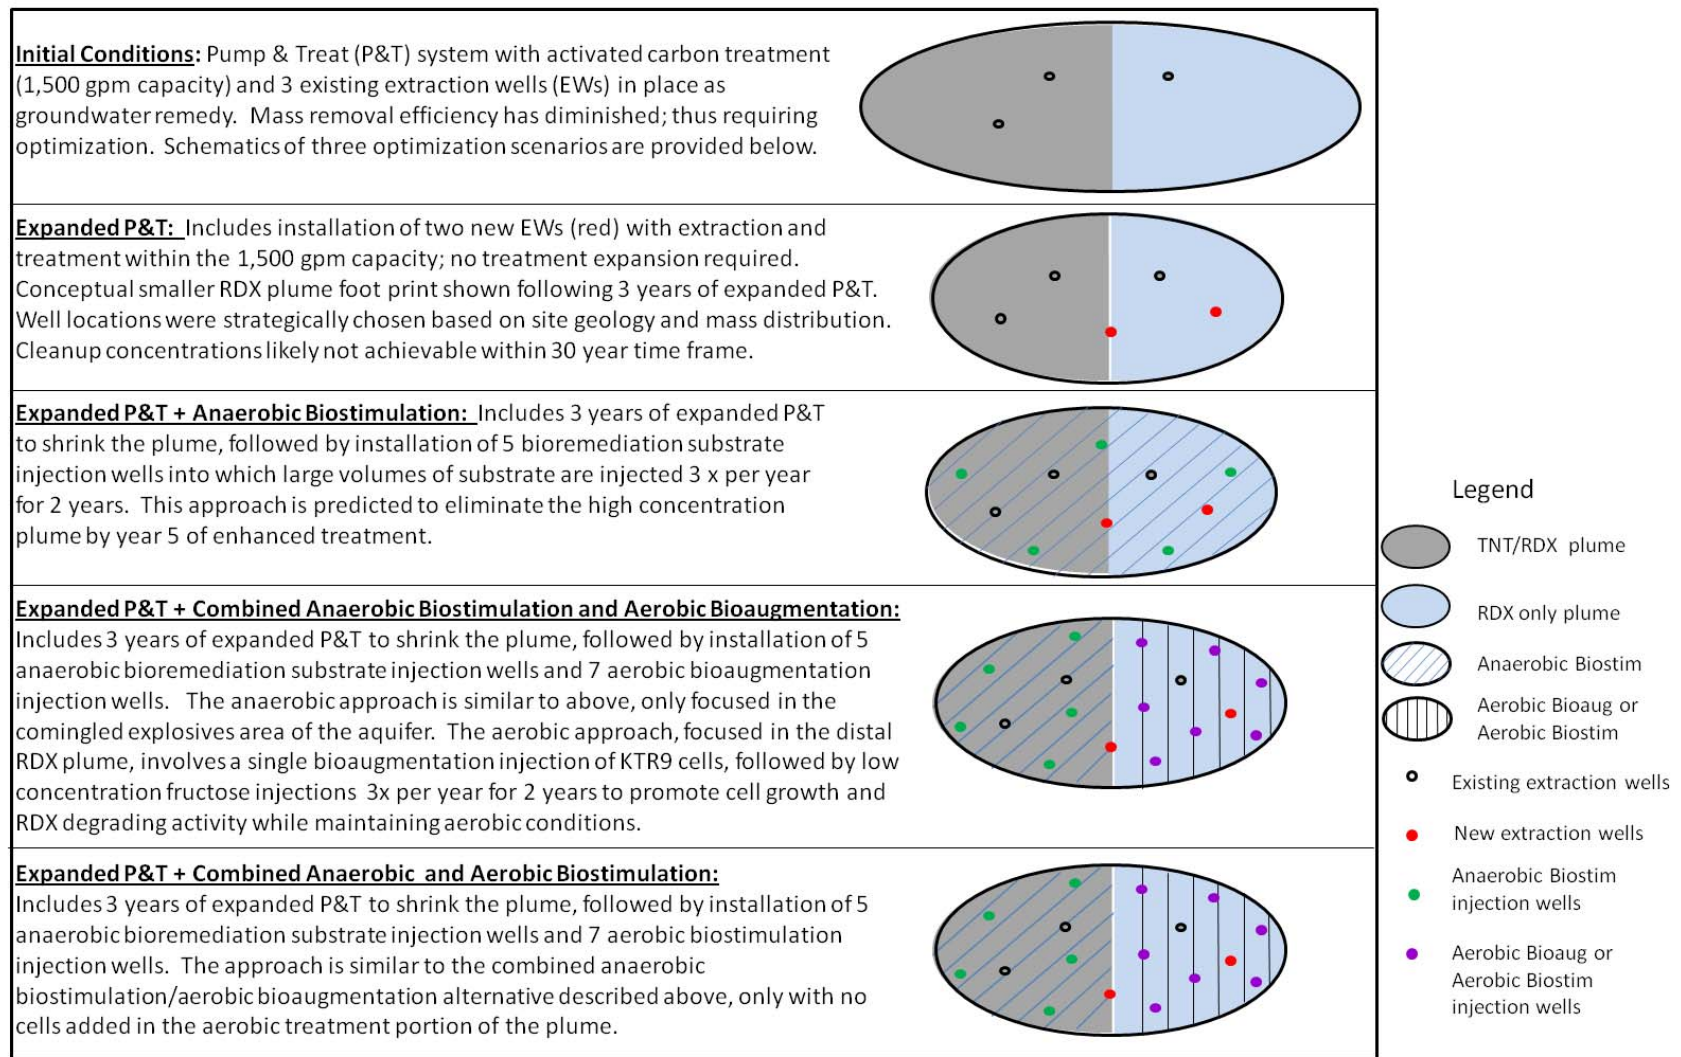 Initial Conditions: Pump & Treat (P&T) system with activated carbon treatment
(1,500 gpm capacity) and 3 existing extraction wells (EWs) in place as
groundwater remedy. Mass removal efficiency has diminished; thus requiring
optimization. Schematics of three optimization scenarios are provided below.
Expanded P&T: Includes installation of two new EWs (red) with extraction and
treatment within the 1,500 gpm capacity; no treatment expansion required.
Conceptual smaller RDX plume foot print shown following 3 years of expanded P&T.
Well locations were strategically chosen based on site geology and mass distribution.
Cleanup concentrations likely not achievable within 30 year time frame.
Expanded P&T + Anaerobic Biostimulation: Includes 3 years of expanded P&T
to shrink the plume, followed by installation of 5 bioremediation substrate
injection wells into which large volumes of substrate are injected 3 x per year
for 2 years. This approach is predicted to eliminate the high concentration
plume by year 5 of enhanced treatment.
Expanded P&T + Combined Anaerobic Biostimulation and Aerobic Bioaugmentation:
Includes 3 years of expanded P&T to shrink the plume, followed by installation of 5
anaerobic bioremediation substrate injection wells and 7 aerobic bioaugmentation
injection wells. The anaerobic approach is similar to above, only focused in the
comingled explosives area of the aquifer. The aerobic approach, focused in the distal
RDX plume, involves a single bioaugmentation injection of KTR9 cells, followed by low
concentration fructose injections 3x per year for 2 years to promote cell growth and
RDX degrading activity while maintaining aerobic conditions.
Expanded P&T + Combined Anaerobic and Aerobic Biostimulation:
Includes 3 years of expanded P&T to shrink the plume, followed by installation of 5
anaerobic bioremediation substrate injection wells and 7 aerobic biostimulation
injection wells. The approach is similar to the combined anaerobic
biostimulation/aerobic bioaugmentation alternative described above, only with no
cells added in the aerobic treatment portion of the plume.
Legend
TNT/RDX plume
RDX only plume
Anaerobic Biostim
Aerobic Bioaug or
Aerobic Biostim
Existing extraction wells
New extraction wells
Anaerobic Biostim
injection wells
Aerobic Bioaug or
Aerobic Biostim
injection wells